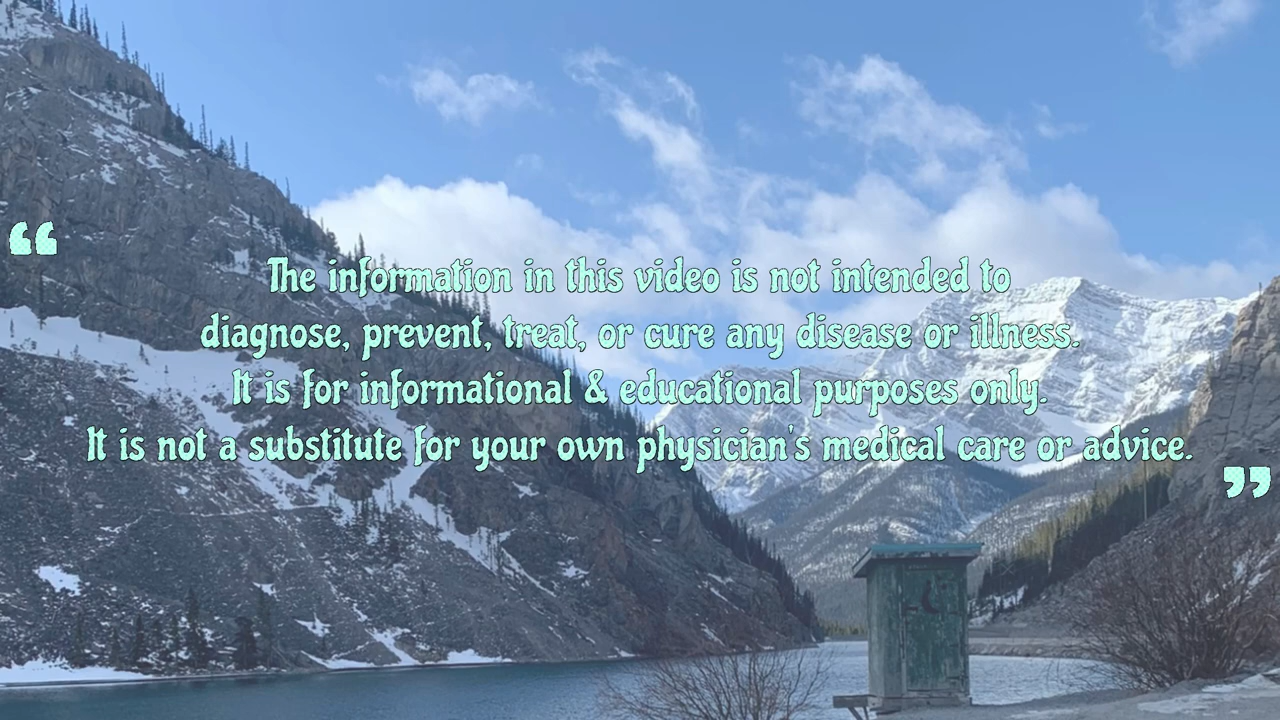 “
The information in this video is not intended to
diagnose, prevent, treat, or cure any disease or illness.
It is for informational & educational purposes only.
It is not a substitute for your own physician's medical care or advice.
”